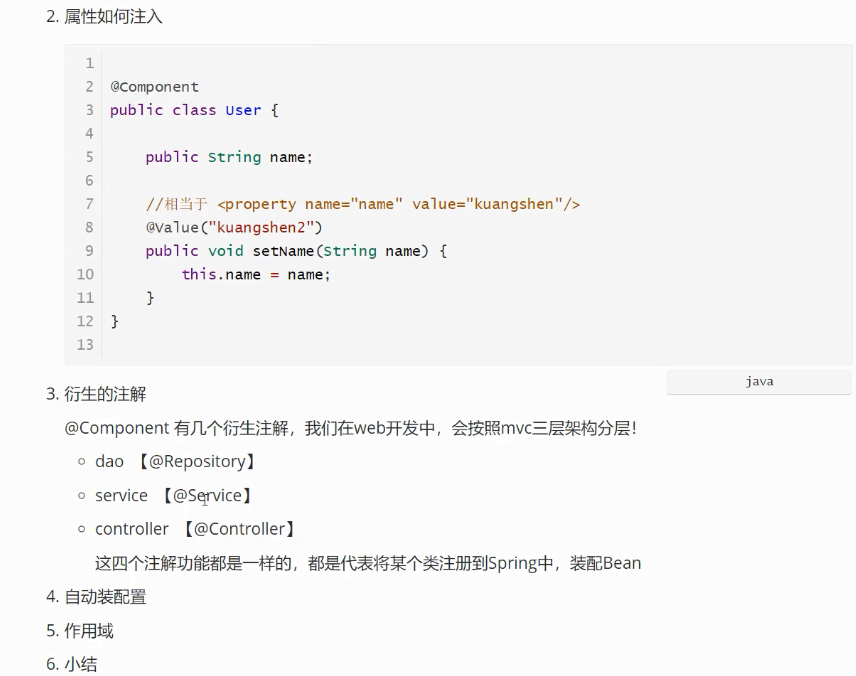 2. 属性如何注入
1
2 @Component
3 public class User {
4
5     public String name;
6
7     //相当于 <property name="name" value="kuangshen"/>
8     @Value("kuangshen2")
9     public void setName(String name) {
10         this.name = name;
11     }
12 }
13
java
3. 衍生的注解
@Component 有几个衍生注解，我们在web开发中，会按照mvc三层架构分层！
○ dao 【@Repository】
○ service 【@Service】
○ controller 【@Controller】
这四个注解功能都是一样的，都是代表将某个类注册到Spring中，装配Bean
4. 自动装配置
5. 作用域
6. 小结